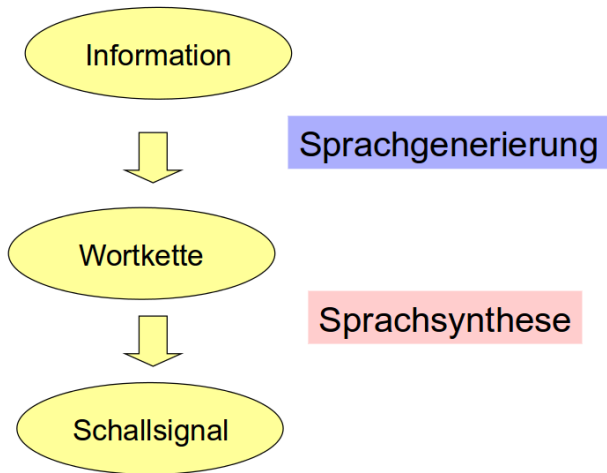 Information
Sprachgenerierung
Wortkette
Sprachsynthese
Schallsignal